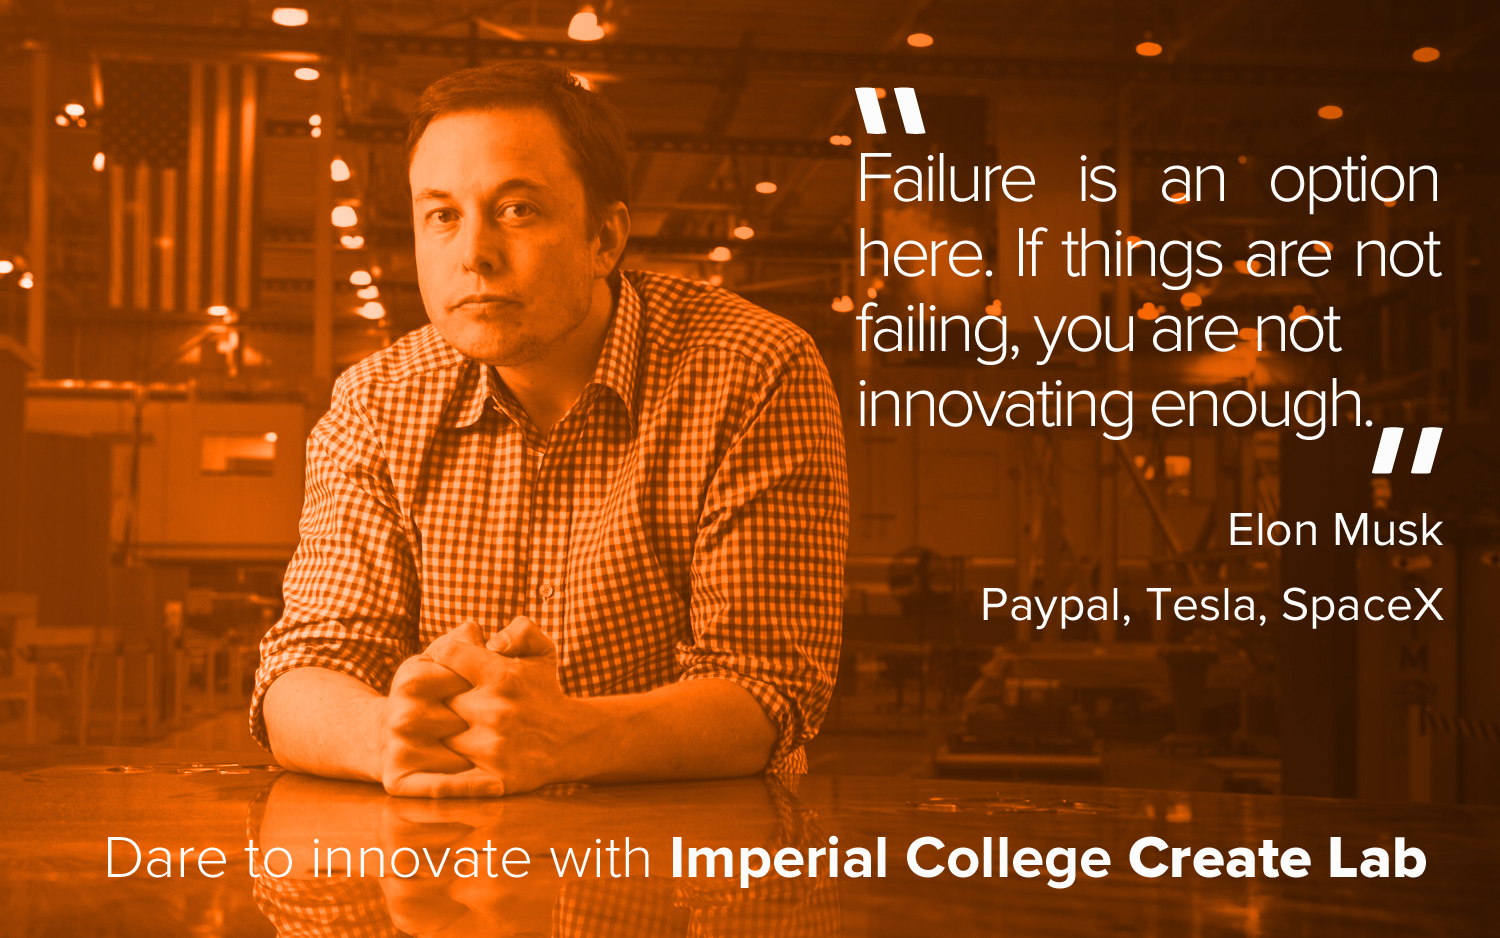 "Failure is an option
here. If things are not
failing, you are not
innovating enough."
Elon Musk
Paypal, Tesla, SpaceX
Dare to innovate with Imperial College Create Lab